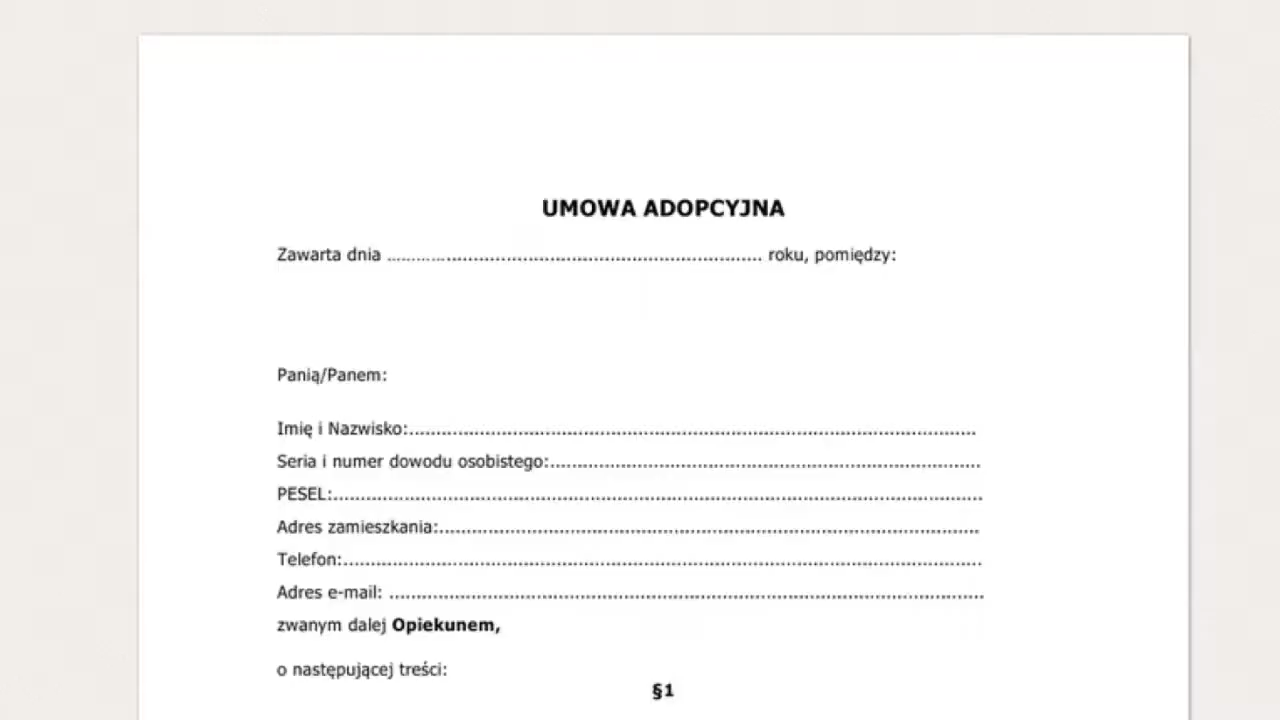 UMOWA ADOPCYJNA
Zawarta dnia ...................................................................... roku, pomiędzy:
Panią/Panem:
Imię i Nazwisko:.........................................................................................................
Seria i numer dowodu osobistego:................................................................................
PESEL:........................................................................................................................
Adres zamieszkania:....................................................................................................
Telefon:......................................................................................................................
Adres e-mail: ..............................................................................................................
zwanym dalej Opiekunem,
o następującej treści:
§1